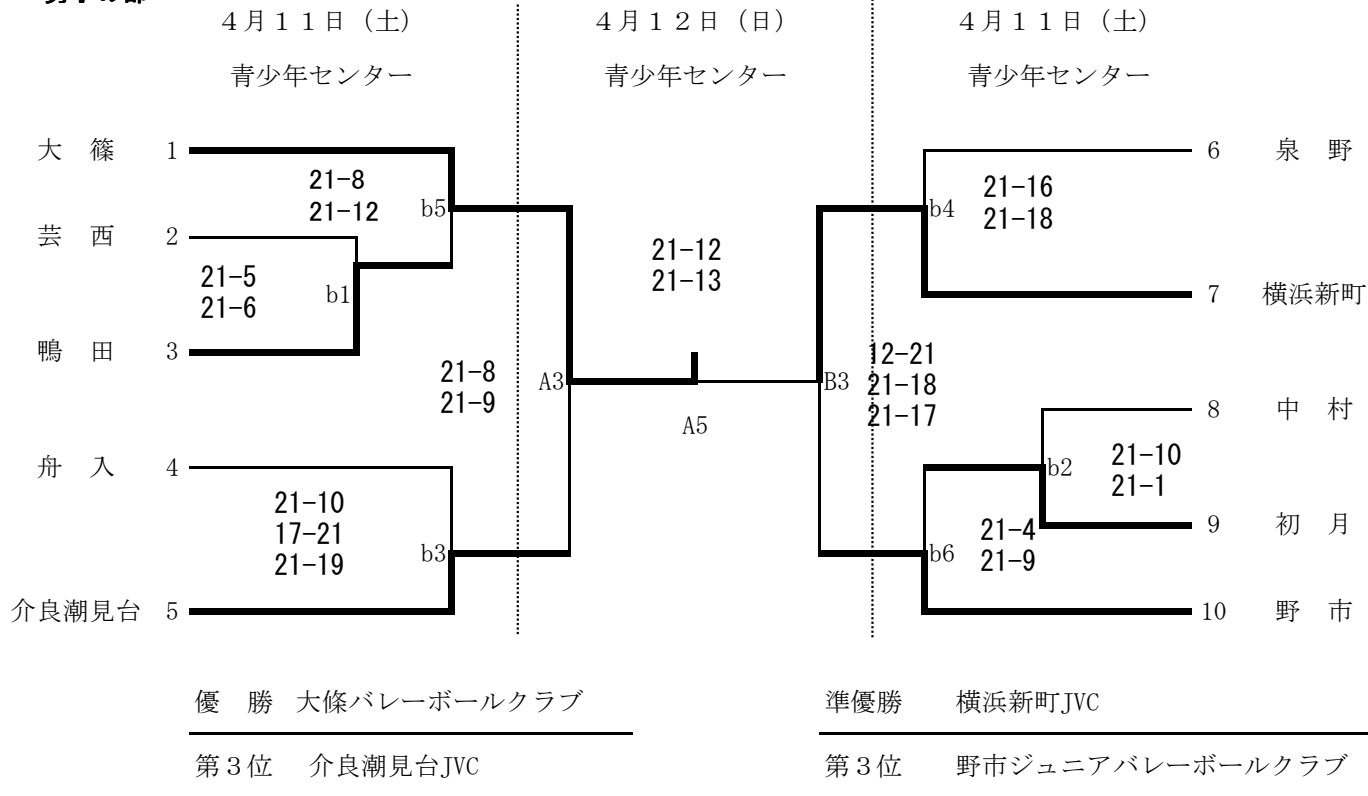 ４月１１日（土）
４月１２日（日）
４月１１日（土）
青少年センター
青少年センター
青少年センター
大　篠　1
21-8
21-12
b5
芸　西　2
21-5
21-6
b1
鴨　田　3
21-8
21-9
A3
舟　入　4
21-10
17-21
21-19
b3
介良潮見台　5
21-12
21-13
A5
6　泉　野
21-16
21-18
b4
7　横浜新町
12-21
21-18
21-17
B3
8　中　村
21-10
21-1
b2
9　初　月
21-4
21-9
b6
10　野　市
優　勝　大條バレーボールクラブ
準優勝　横浜新町JVC
第３位　介良潮見台JVC
第３位　野市ジュニアバレーボールクラブ